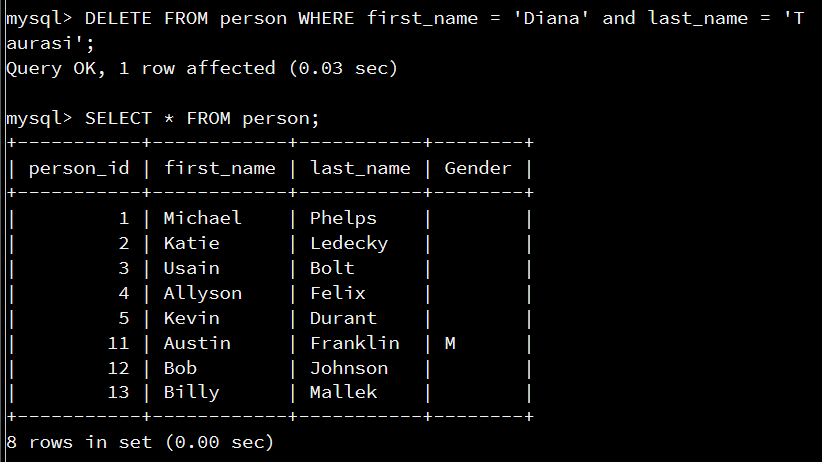 mysql> DELETE FROM person WHERE first_name = 'Diana' and last_name = 'T
aurasi';
Query OK, 1 row affected (0.03 sec)

mysql> SELECT * FROM person;
+-----------+------------+-----------+--------+
| person_id | first_name | last_name | Gender |
+-----------+------------+-----------+--------+
|         1 | Michael    | Phelps    |        |
|         2 | Katie      | Ledecky   |        |
|         3 | Usain      | Bolt      |        |
|         4 | Allyson    | Felix     |        |
|         5 | Kevin      | Durant    |        |
|        11 | Austin     | Franklin  | M      |
|        12 | Bob        | Johnson   |        |
|        13 | Billy      | Mallek    |        |
+-----------+------------+-----------+--------+
8 rows in set (0.00 sec)